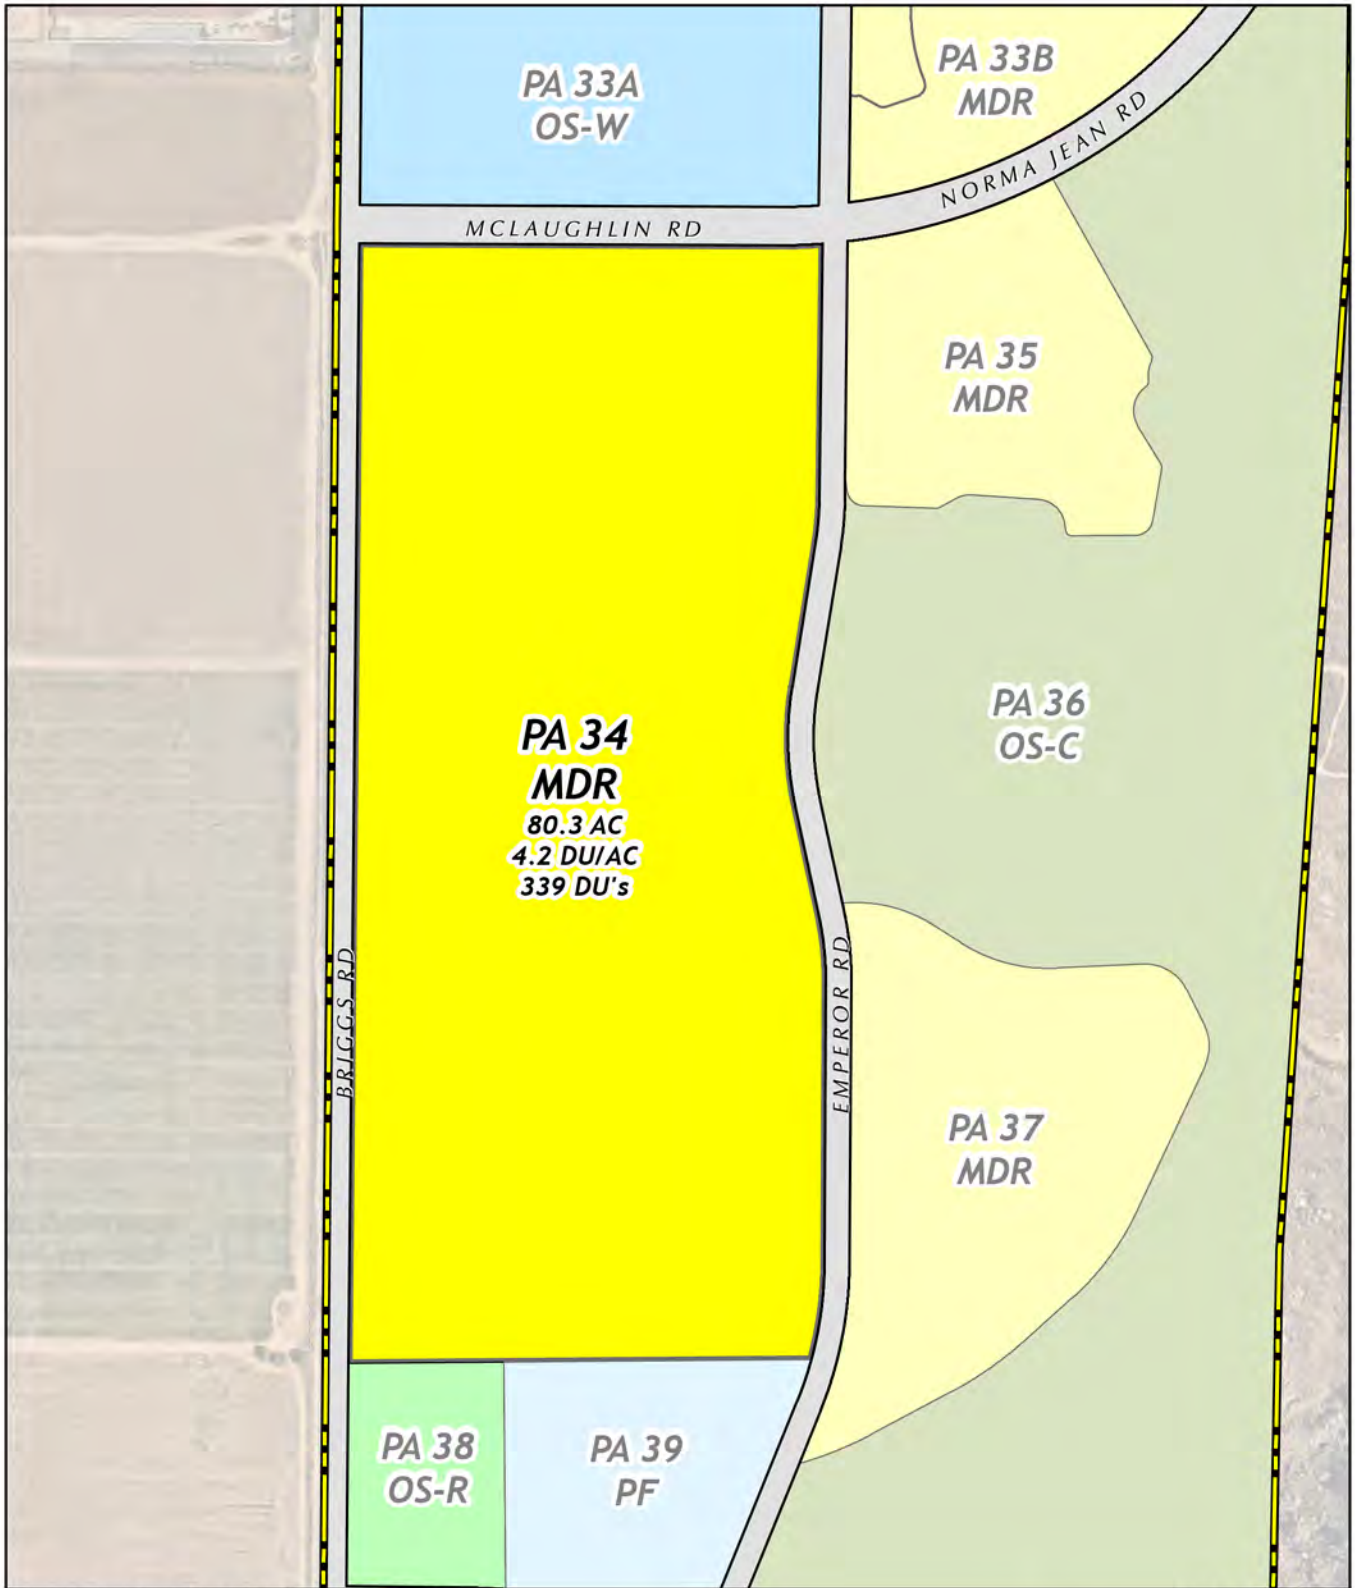 PA 33A
OS-W
PA 33B
MDR
NORMA JEAN RD
MCLAUGHLIN RD
PA 35
MDR
PA 36
OS-C
PA 34
MDR
80.3 AC
4.2 DU/AC
339 DU's
BRIGGS RD
EMPEROR RD
PA 37
MDR
PA 38
OS-R
PA 39
PF